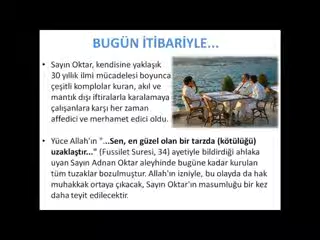 BUGÜN İTİBARİYLE...
• Sayın Oktar, kendisine yaklaşık
30 yıllık ilmi mücadelesi boyunca
çeşitli komplolar kuran, akıl ve
mantık dışı iftiralarla karalamaya
çalışanlara karşı her zaman
affedici ve merhamet edici oldu.
• Yüce Allah'ın "...Sen, en güzel olan bir tarzda (kötülüğü)
uzaklaştır..." (Fussilet Suresi, 34) ayetiyle bildirdiği ahlaka
uyan Sayın Adnan Oktar aleyhinde bugüne kadar kurulan
tüm tuzaklar bozulmuştur. Allah'ın izniyle, bu olayda da hak
muhakkak ortaya çıkacak, Sayın Oktar'ın masumluğu bir kez
daha teyit edilecektir.